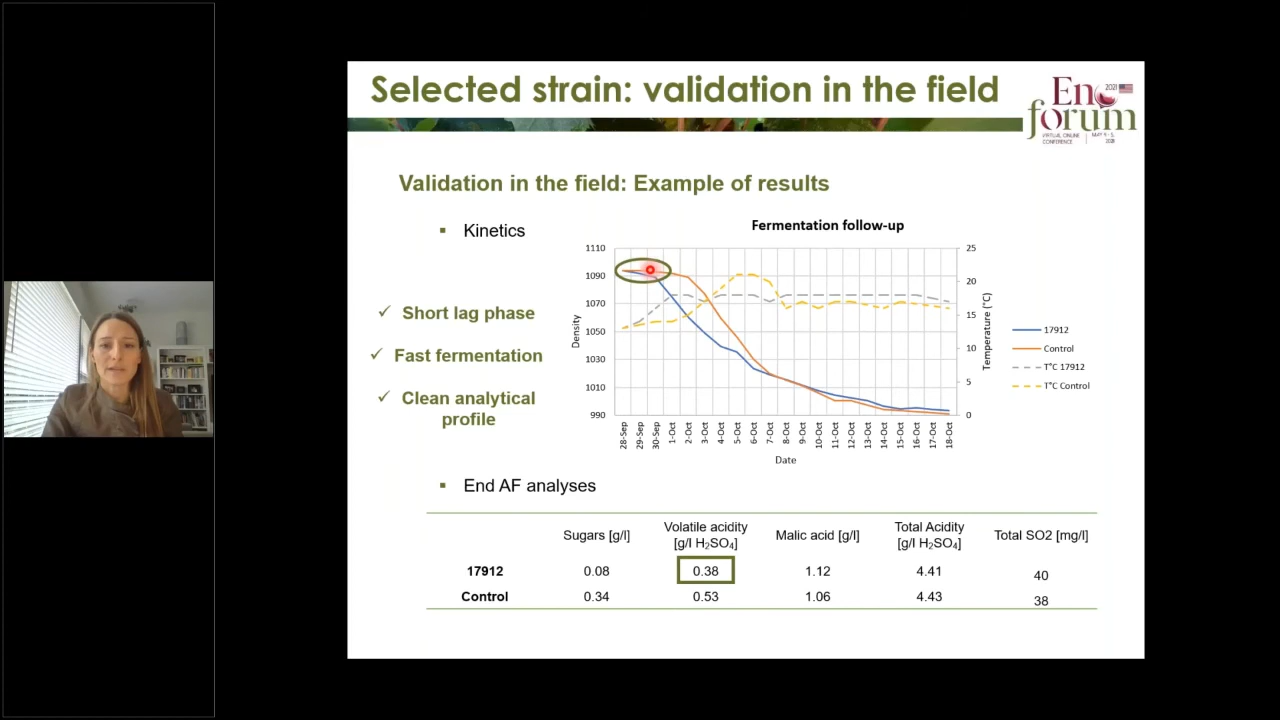 Selected strain: validation in the field
2021
En
forum
VIRTUAL ONLINE
CONFERENCE
MAY 3 - 5,
2021
Validation in the field: Example of results
▪ Kinetics
✓ Short lag phase
✓ Fast fermentation
✓ Clean analytical
profile
Fermentation follow-up
1110
1090
1070
1050
1030
1010
990
Density
25
20
15
10
5
0
Temperature (°C)
28-Sep
29-Sep
30-Sep
1-Oct
2-Oct
3-Oct
4-Oct
5-Oct
6-Oct
7-Oct
8-Oct
9-Oct
10-Oct
11-Oct
12-Oct
13-Oct
14-Oct
15-Oct
16-Oct
17-Oct
18-Oct
Date
17912
Control
T°C 17912
T°C Control
▪ End AF analyses
Sugars [g/l] Volatile acidity [g/l H₂SO₄] Malic acid [g/l] Total Acidity [g/l H₂SO₄] Total SO2 [mg/l]
17912 0.08 0.38 1.12 4.41 40
Control 0.34 0.53 1.06 4.43 38